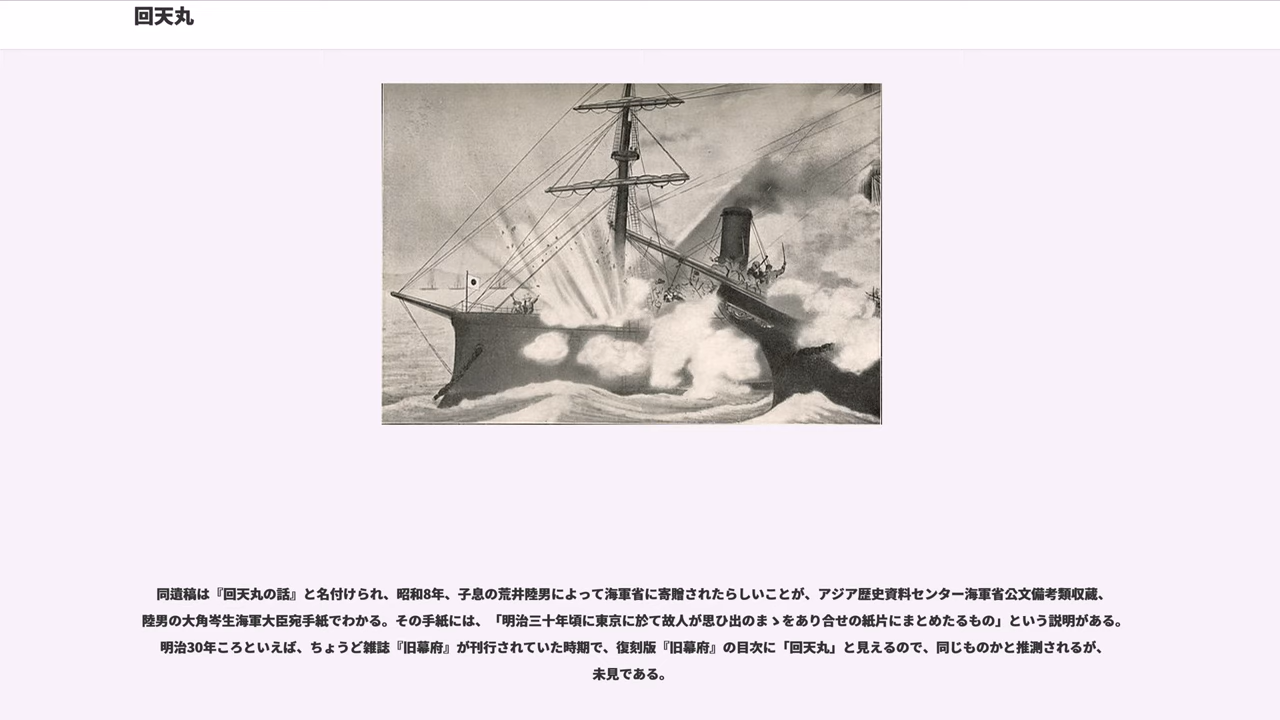 回天丸
同遺稿は『回天丸の話』と名付けられ、昭和8年、子息の荒井陸男によって海軍省に寄贈されたらしいことが、アジア歴史資料センター海軍省公文備考類収蔵、
陸男の大角岑生海軍大臣宛手紙でわかる。その手紙には、「明治三十年頃に東京に於て故人が思ひ出のまゝをあり合せの紙片にまとめたるもの」という説明がある。
明治30年ころといえば、ちょうど雑誌『旧幕府』が刊行されていた時期で、復刻版『旧幕府』の目次に「回天丸」と見えるので、同じものかと推測されるが、
未見である。